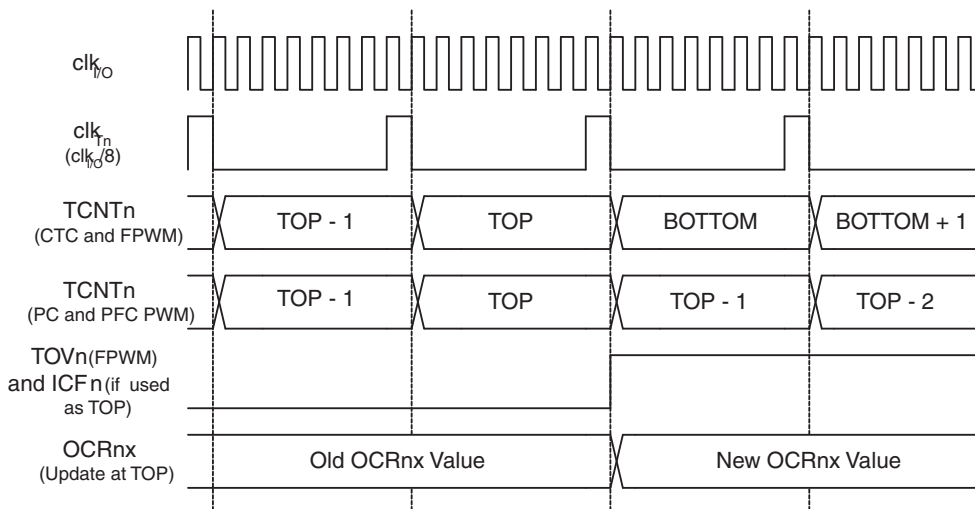 clkI/O
clkTn
(clkI/O/8)
TCNTn
(CTC and FPWM)
TOP - 1
TOP
BOTTOM
BOTTOM + 1
TCNTn
(PC and PFC PWM)
TOP - 1
TOP
TOP - 1
TOP - 2
TOVn (FPWM)
and ICFn (if used
as TOP)
OCRnx
(Update at TOP)
Old OCRnx Value
New OCRnx Value